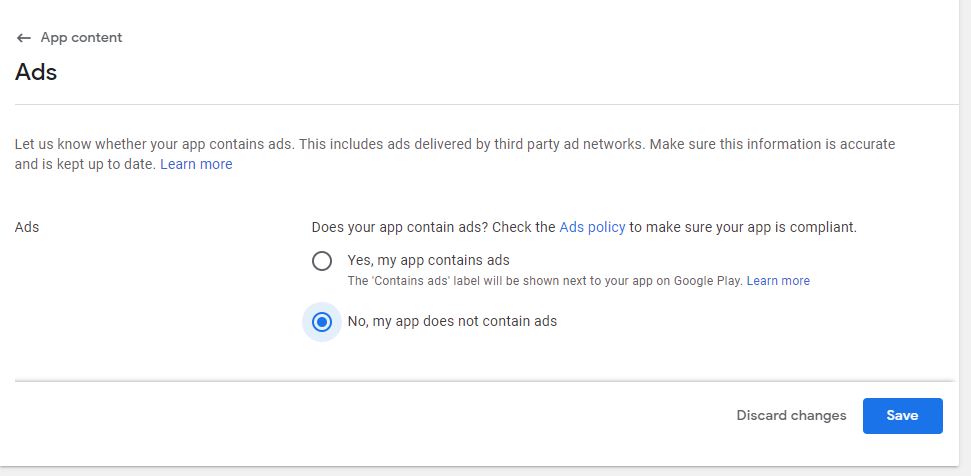 ← App content
Ads
Let us know whether your app contains ads. This includes ads delivered by third party ad networks. Make sure this information is accurate
and is kept up to date. Learn more
Ads
Does your app contain ads? Check the Ads policy to make sure your app is compliant.
Yes, my app contains ads
The 'Contains ads' label will be shown next to your app on Google Play. Learn more
No, my app does not contain ads
Discard changes
Save